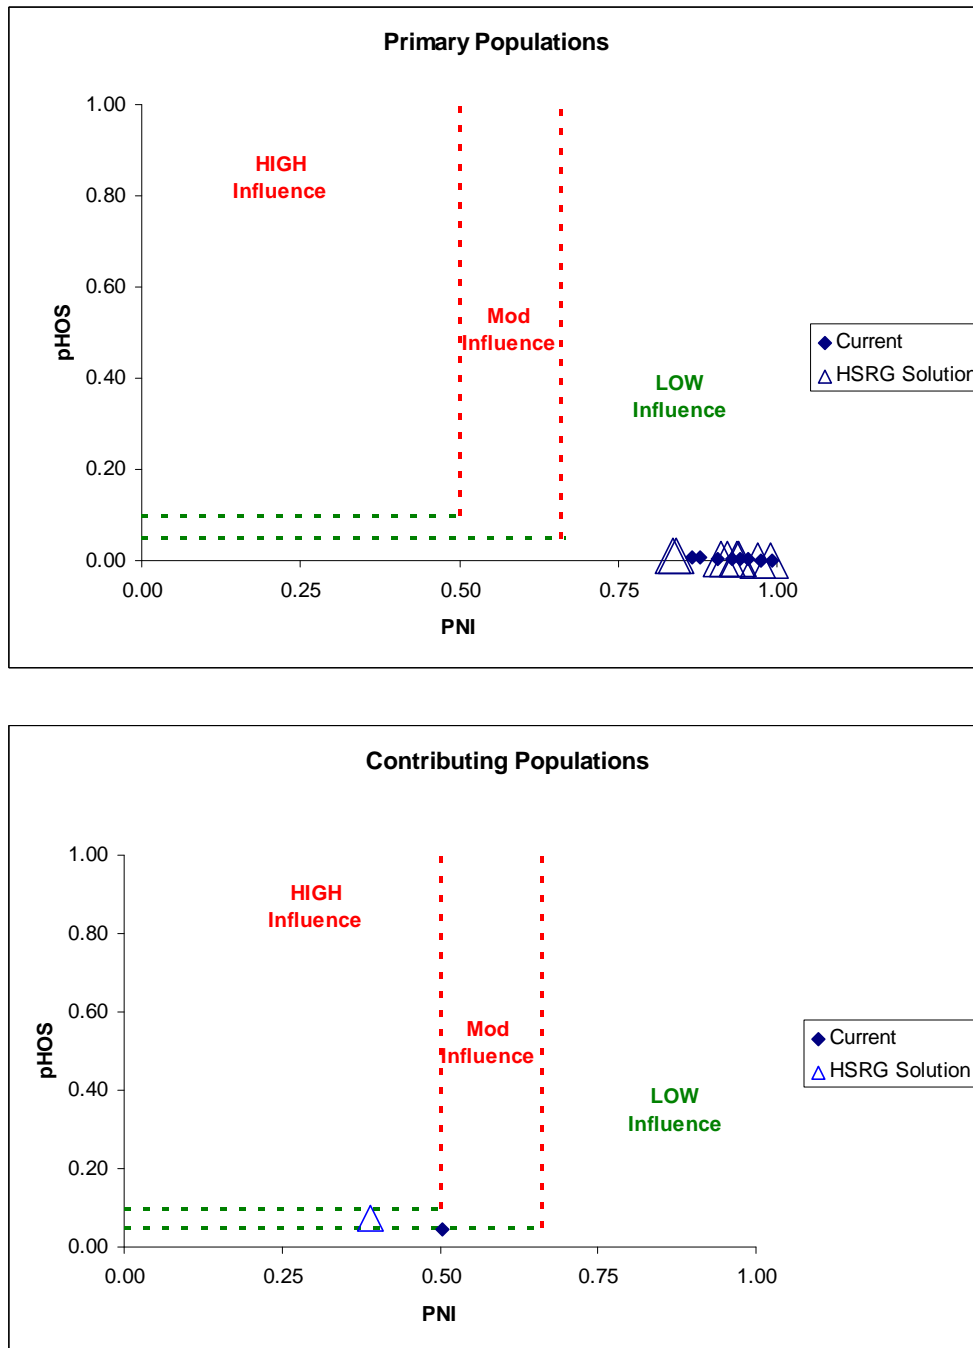 Primary Populations
1.00
0.80
0.60
0.40
0.20
0.00
pHOS
HIGH
Influence
Mod
Influence
LOW
Influence
Current
HSRG Solution
0.00 0.25 0.50 0.75 1.00
PNI
Contributing Populations
1.00
0.80
0.60
0.40
0.20
0.00
pHOS
HIGH
Influence
Mod
Influence
LOW
Influence
Current
HSRG Solution
0.00 0.25 0.50 0.75 1.00
PNI